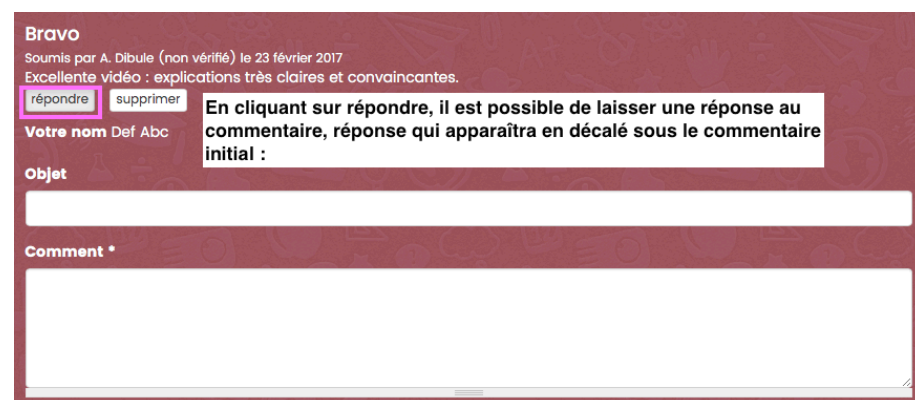 Bravo
Soumis par A. Dibule (non vérifié) le 23 février 2017
Excellente vidéo : explications très claires et convaincantes.
répondre supprimer
En cliquant sur répondre, il est possible de laisser une réponse au
commentaire, réponse qui apparaîtra en décalé sous le commentaire
initial :
Votre nom Def Abc
Objet
Comment *